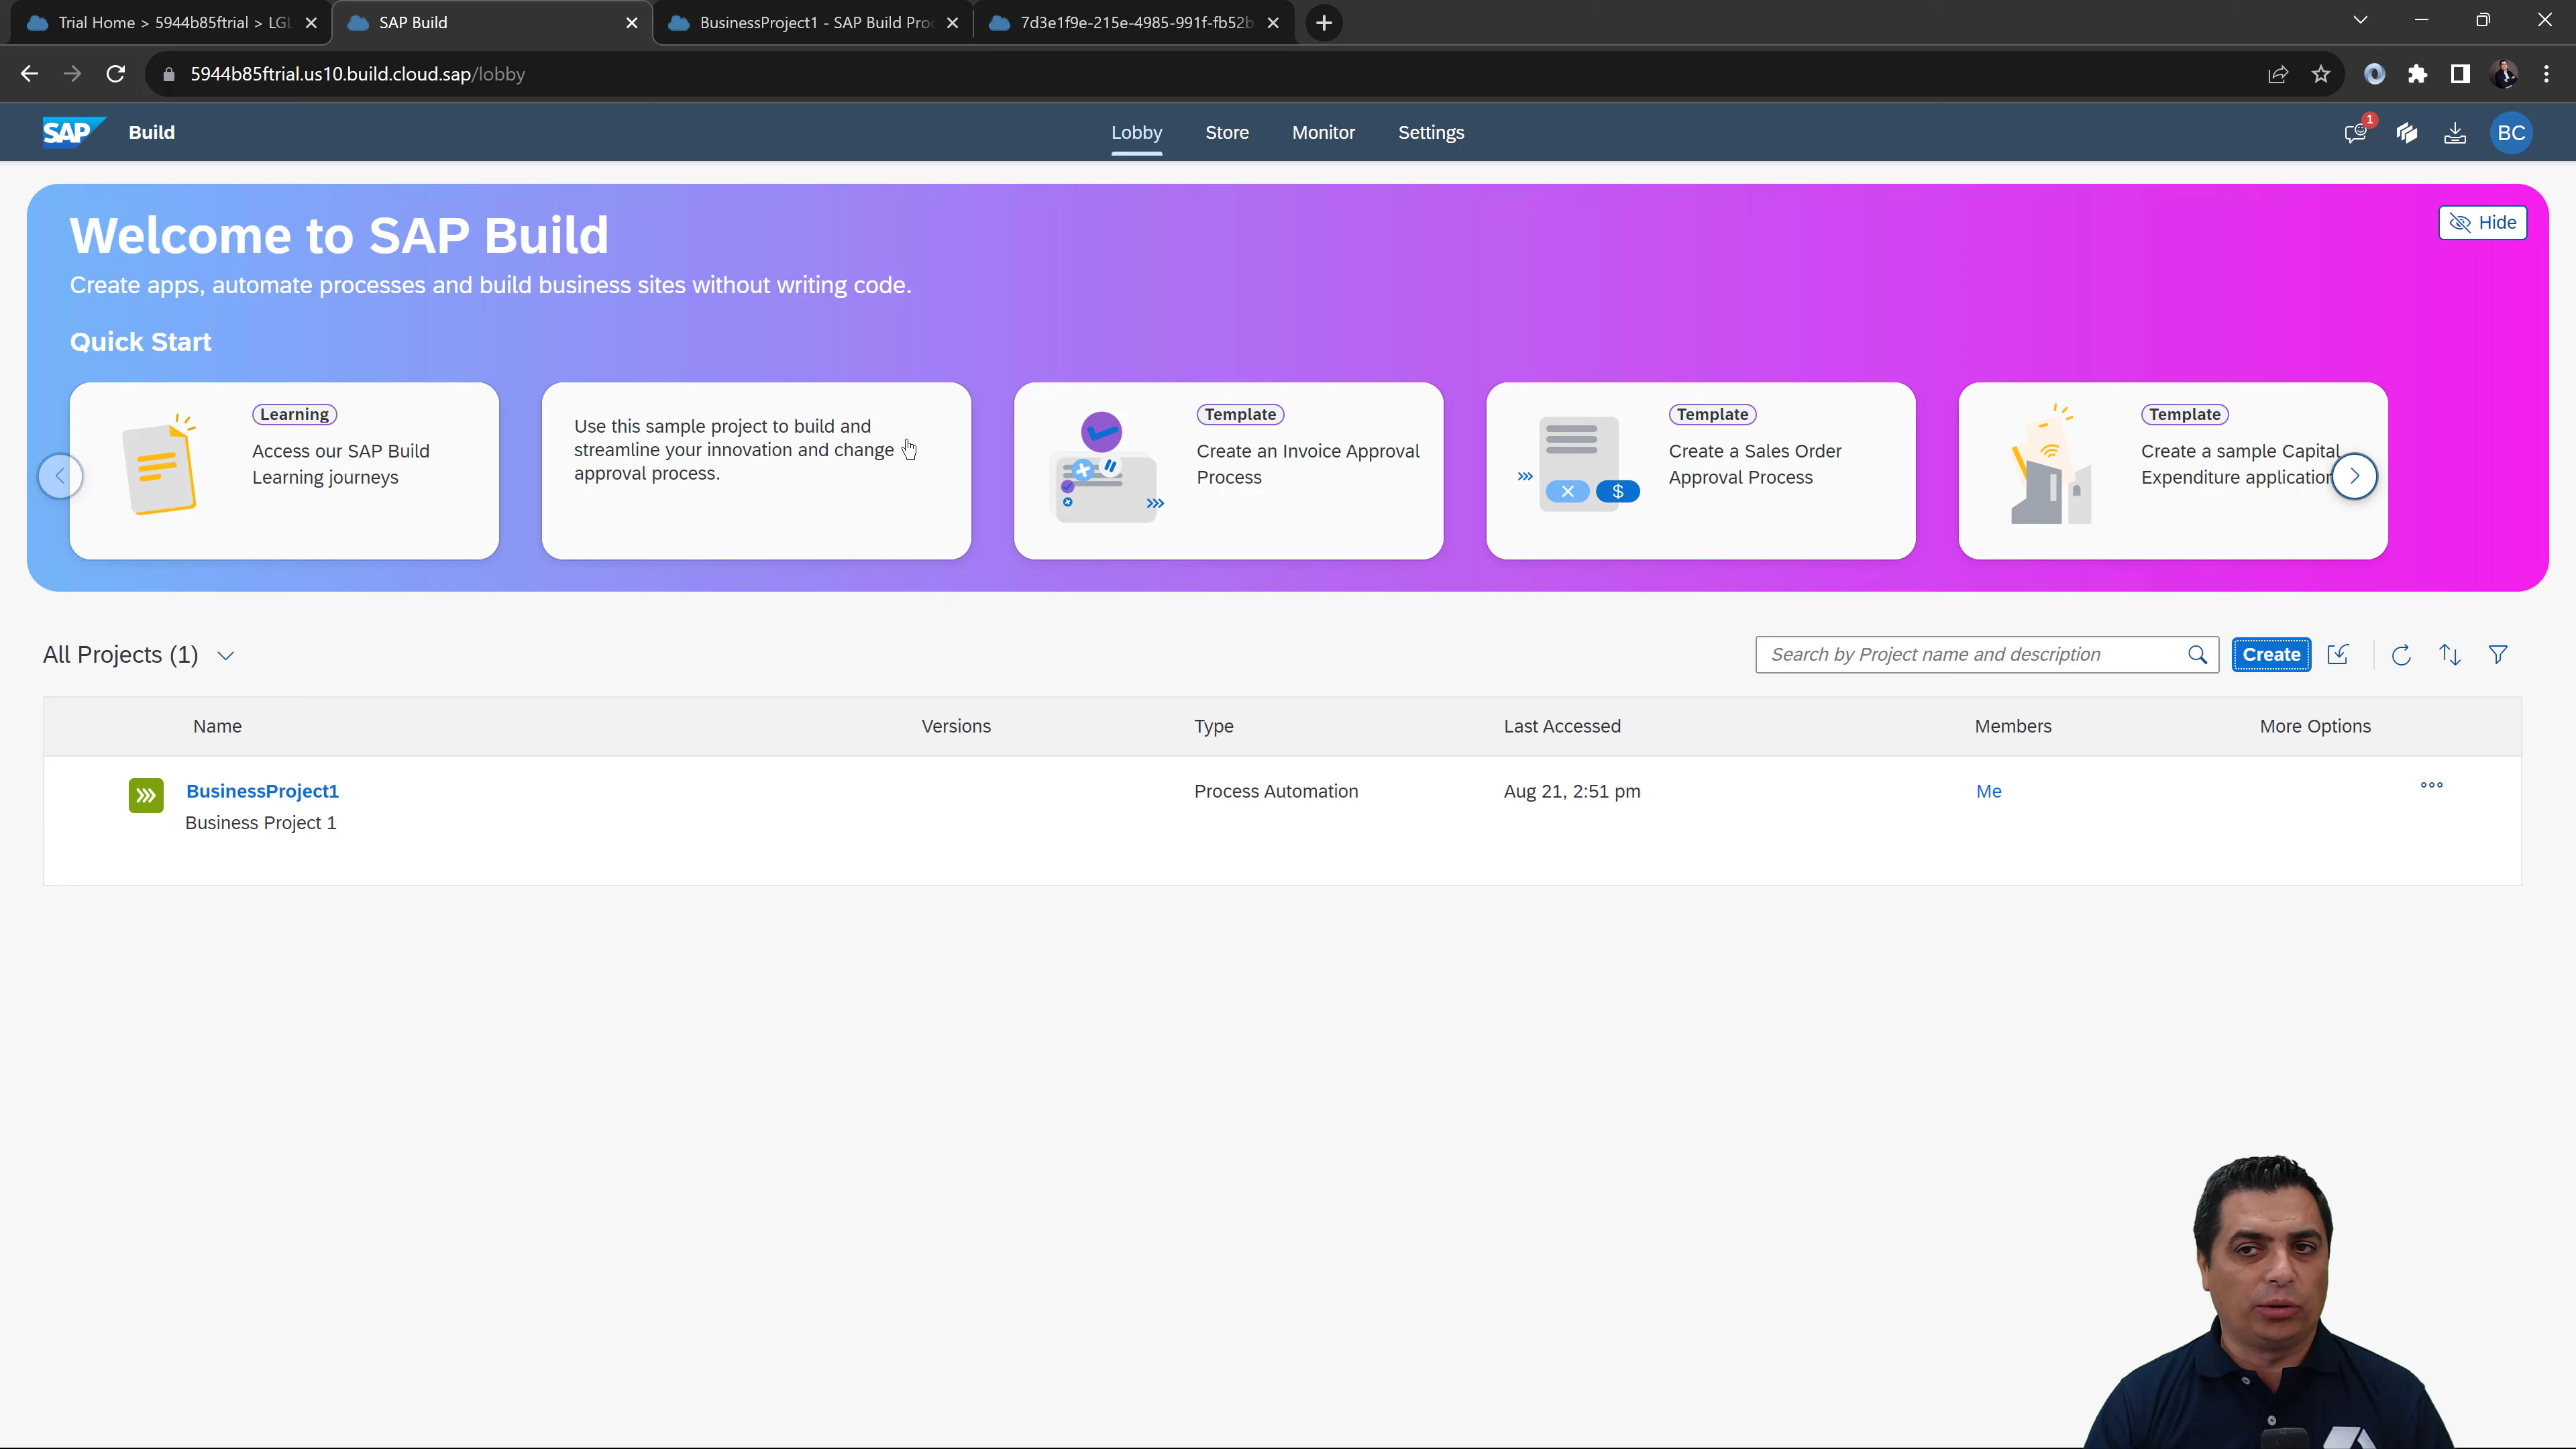 Trial Home > 5944b85ftrial > LGL
SAP Build
BusinessProject1 - SAP Build Pro
7d3e1f9e-215e-4985-991f-fb52b
5944b85ftrial.us10.build.cloud.sap/lobby
SAP Build
Lobby Store Monitor Settings
1
BC
Welcome to SAP Build
Hide
Create apps, automate processes and build business sites without writing code.
Quick Start
Learning
Access our SAP Build
Learning journeys
Use this sample project to build and
streamline your innovation and change
approval process.
Template
Create an Invoice Approval
Process
Template
Create a Sales Order
Approval Process
$
Template
Create a sample Capital
Expenditure application
All Projects (1)
Search by Project name and description
Create
Name Versions Type Last Accessed Members More Options
BusinessProject1 Process Automation Aug 21, 2:51 pm Me
Business Project 1